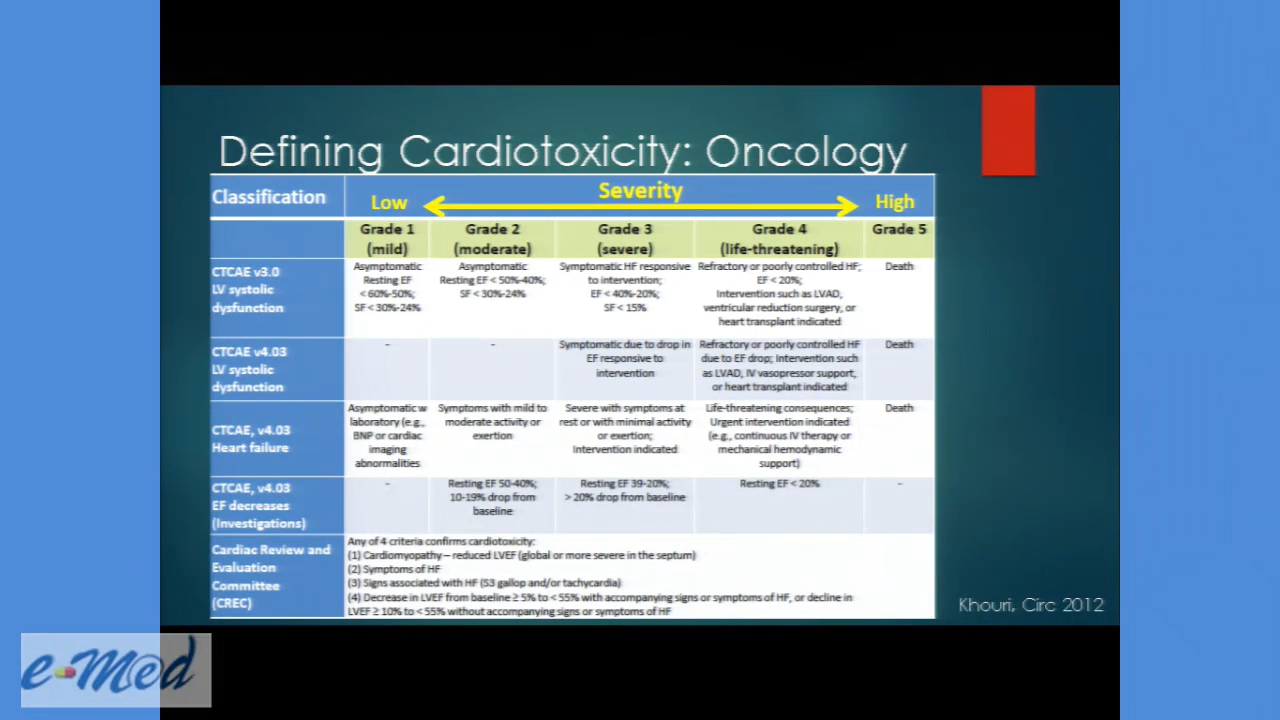 Defining Cardiotoxicity: Oncology
Classification
Severity
Low
High
Grade 1
(mild)
Grade 2
(moderate)
Grade 3
(severe)
Grade 4
(life-threatening)
Grade 5
CTCAE v3.0
LV systolic
dysfunction
Asymptomatic
Resting EF
< 60%-50%;
SF < 30%-24%
Asymptomatic
Resting EF < 50%-40%;
SF < 30%-24%
Symptomatic HF responsive
to intervention;
EF < 40%-20%;
SF < 15%
Refractory or poorly controlled HF;
EF < 20%;
Intervention such as LVAD,
ventricular reduction surgery, or
heart transplant indicated
Death
CTCAE v4.03
LV systolic
dysfunction
-
-
Symptomatic due to drop in
EF responsive to
intervention
Refractory or poorly controlled HF
due to EF drop; Intervention such
as LVAD, IV vasopressor support,
or heart transplant indicated
Death
CTCAE, v4.03
Heart failure
Asymptomatic w
laboratory (e.g.,
BNP or cardiac
imaging
abnormalities
Symptoms with mild to
moderate activity or
exertion
Severe with symptoms at
rest or with minimal activity
or exertion;
Intervention indicated
Life-threatening consequences;
Urgent intervention indicated
(e.g., continuous IV therapy or
mechanical hemodynamic
support)
Death
CTCAE, v4.03
EF decreases
(Investigations)
-
Resting EF 50-40%;
10-19% drop from
baseline
Resting EF 39-20%;
> 20% drop from baseline
Resting EF < 20%
-
Cardiac Review and
Evaluation
Committee
(CREC)
Any of 4 criteria confirms cardiotoxicity:
(1) Cardiomyopathy – reduced LVEF (global or more severe in the septum)
(2) Symptoms of HF
(3) Signs associated with HF (S3 gallop and/or tachycardia)
(4) Decrease in LVEF from baseline ≥ 5% to < 55% with accompanying signs or symptoms of HF, or decline in
LVEF ≥ 10% to < 55% without accompanying signs or symptoms of HF
Khouri, Circ 2012
e-M@d